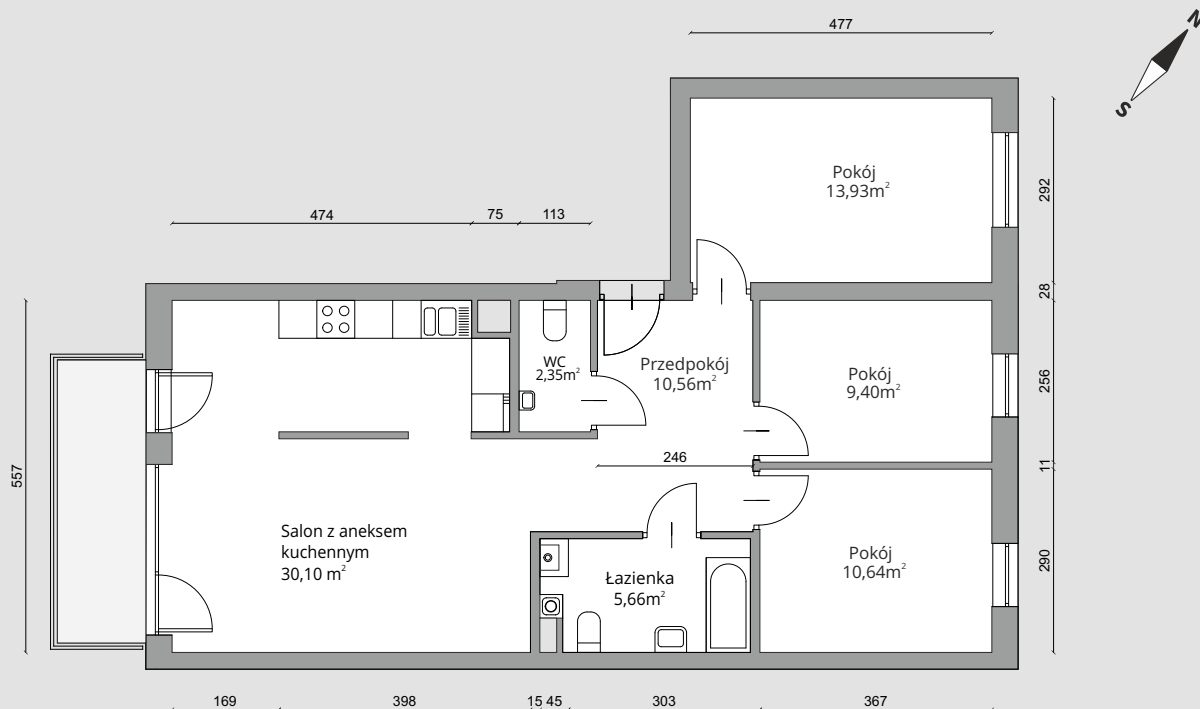 477
N
S
Pokój
13,93m²
292
474
75
113
28
WC
2,35m²
Przedpokój
10,56m²
Pokój
9,40m²
256
557
246
11
Salon z aneksem
kuchennym
30,10 m²
Łazienka
5,66m²
Pokój
10,64m²
290
169
398
15 45
303
367